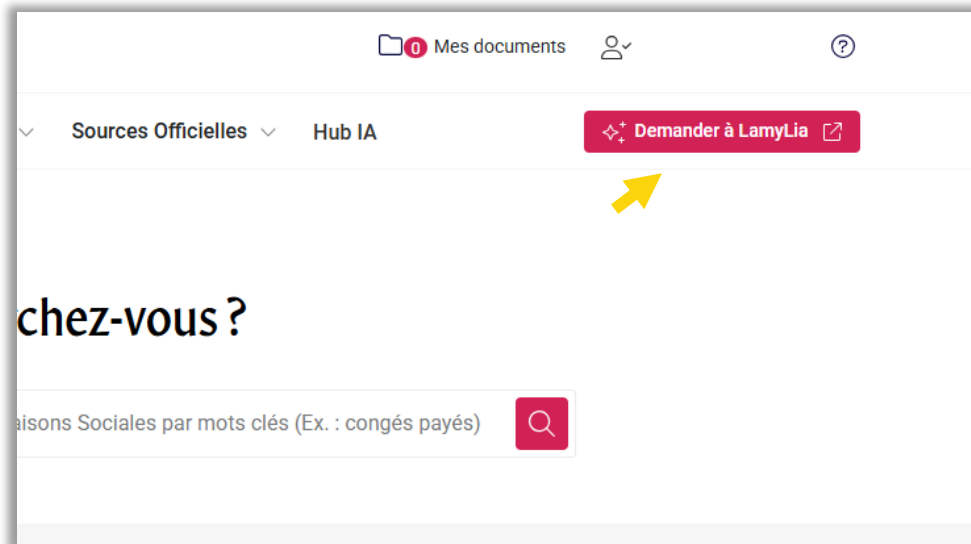 0 Mes documents
Sources Officielles
Hub IA
Demander à LamyLia
chez-vous ?
aisons Sociales par mots clés (Ex. : congés payés)